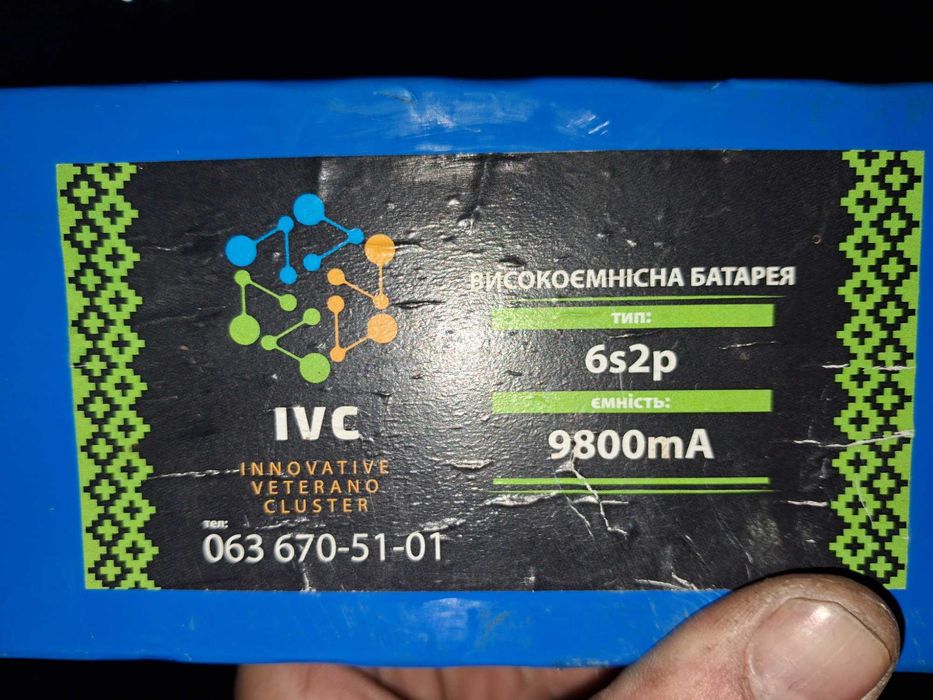 IVC
INNOVATIVE
VETERANO
CLUSTER
тел:
063 670-51-01
ВИСОКОЄМНІСНА БАТАРЕЯ
тип:
6s2p
ємність:
9800mA